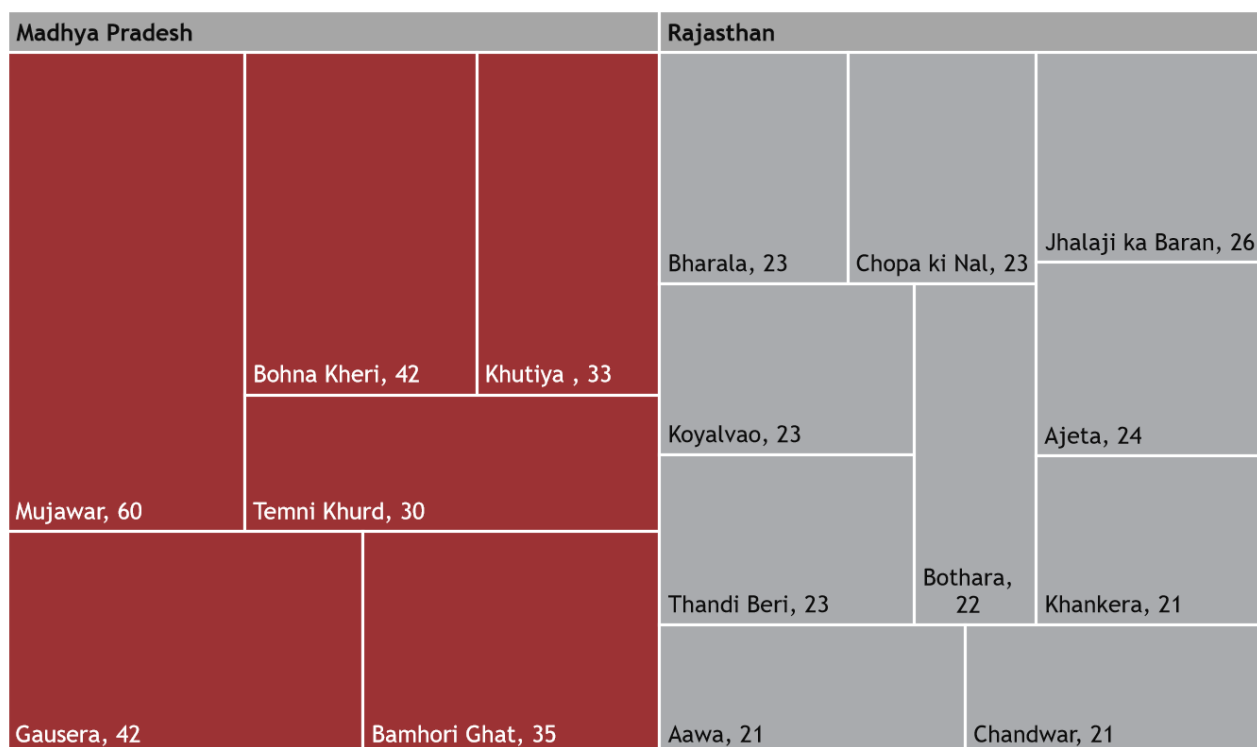 Madhya Pradesh
Mujawar, 60
Bohna Kheri, 42
Khutiya , 33
Temni Khurd, 30
Gausera, 42
Bamhori Ghat, 35
Rajasthan
Bharala, 23
Chopa ki Nal, 23
Jhalaji ka Baran, 26
Koyalvao, 23
Ajeta, 24
Thandi Beri, 23
Bothara,
22
Khankera, 21
Aawa, 21
Chandwar, 21